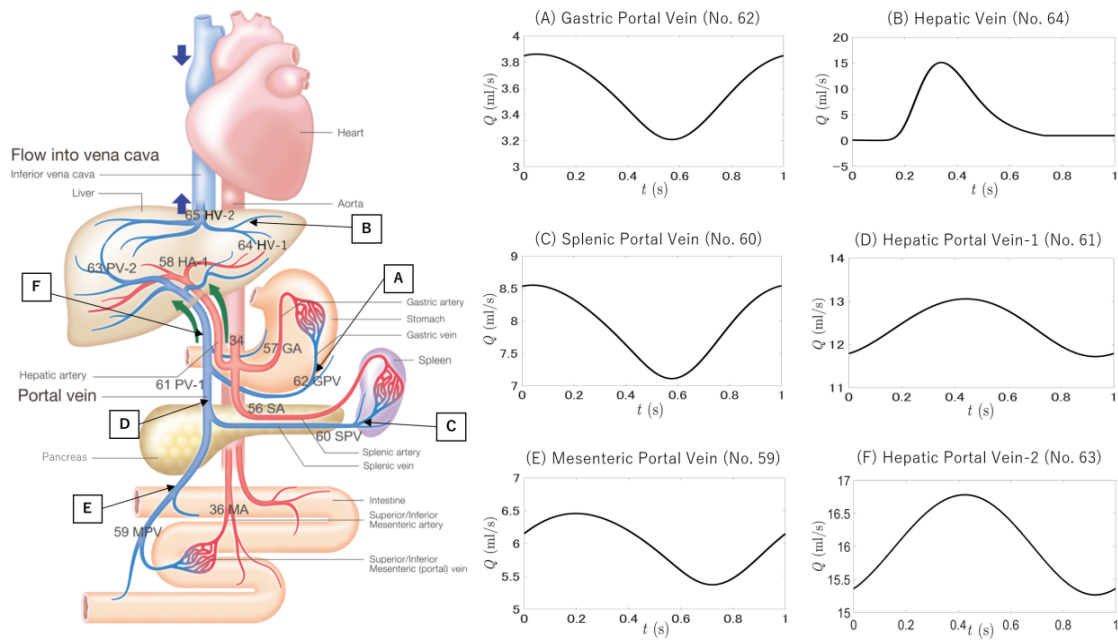 Flow into vena cava
Inferior vena cava
Liver
Heart
Aorta
65 HV-2
B
64 HV-1
63 PV-2
58 HA-1
F
A
Gastric artery
Stomach
Gastric vein
34
57 GA
Spleen
Hepatic artery
62 GPV
61 PV-1
Portal vein
56 SA
D
C
60 SPV
Pancreas
Splenic artery
Splenic vein
E
Intestine
36 MA
Superior/Inferior
Mesenteric artery
59 MPV
Superior/Inferior
Mesenteric (portal) vein
(A) Gastric Portal Vein (No. 62)
Q (ml/s)
4
3.8
3.6
3.4
3.2
3
0 0.2 0.4 0.6 0.8 1
t (s)
(B) Hepatic Vein (No. 64)
Q (ml/s)
20
15
10
5
0
−5
0 0.2 0.4 0.6 0.8 1
t (s)
(C) Splenic Portal Vein (No. 60)
Q (ml/s)
9
8.5
8
7.5
7
0 0.2 0.4 0.6 0.8 1
t (s)
(D) Hepatic Portal Vein-1 (No. 61)
Q (ml/s)
14
13
12
11
0 0.2 0.4 0.6 0.8 1
t (s)
(E) Mesenteric Portal Vein (No. 59)
Q (ml/s)
7
6.5
6
5.5
5
0 0.2 0.4 0.6 0.8 1
t (s)
(F) Hepatic Portal Vein-2 (No. 63)
Q (ml/s)
17
16.5
16
15.5
15
0 0.2 0.4 0.6 0.8 1
t (s)